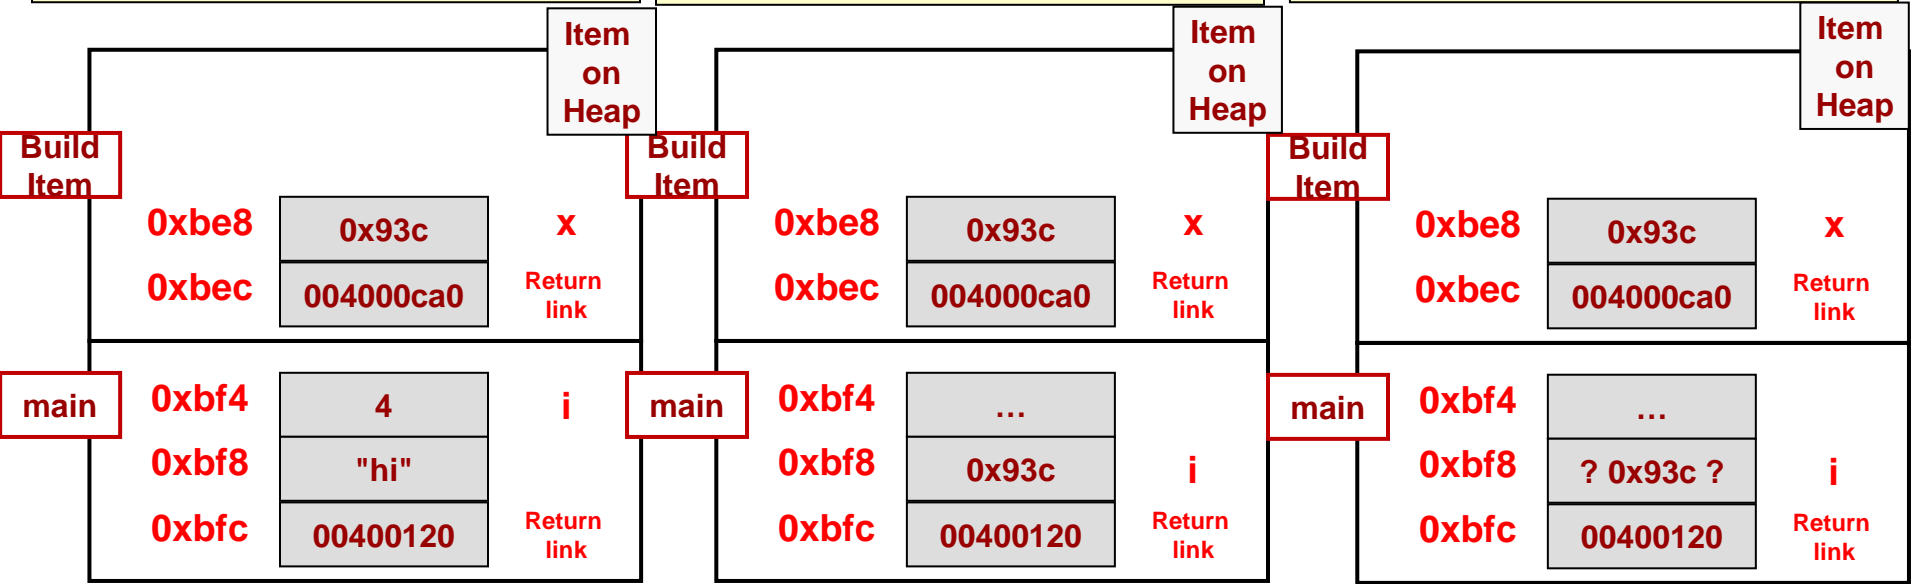 Item
on
Heap
Build
Item
0xbe8 0x93c x
0xbec 004000ca0 Return
link
main 0xbf4 4 i
0xbf8 "hi"
0xbfc 00400120 Return
link
Item
on
Heap
Build
Item
0xbe8 0x93c x
0xbec 004000ca0 Return
link
main 0xbf4 ...
0xbf8 0x93c i
0xbfc 00400120 Return
link
Item
on
Heap
Build
Item
0xbe8 0x93c x
0xbec 004000ca0 Return
link
main 0xbf4 ...
0xbf8 ? 0x93c ? i
0xbfc 00400120 Return
link